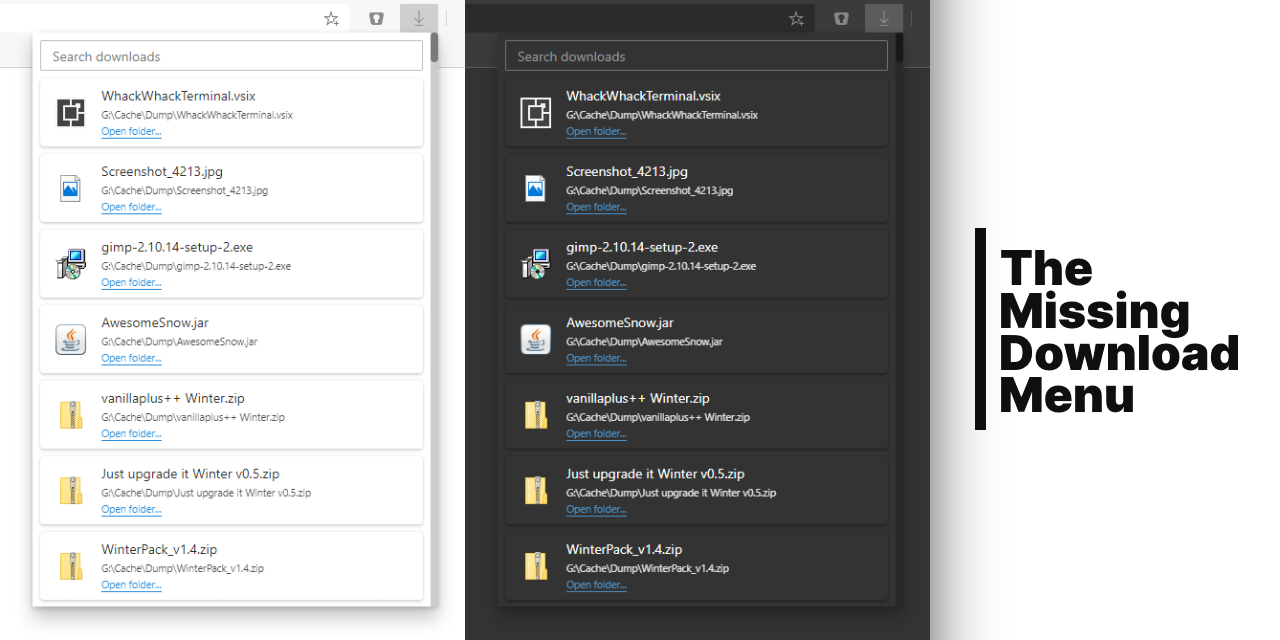 Search downloads
WhackWhackTerminal.vsix
G:\Cache\Dump\WhackWhackTerminal.vsix
Open folder...
Screenshot_4213.jpg
G:\Cache\Dump\Screenshot_4213.jpg
Open folder...
gimp-2.10.14-setup-2.exe
G:\Cache\Dump\gimp-2.10.14-setup-2.exe
Open folder...
AwesomeSnow.jar
G:\Cache\Dump\AwesomeSnow.jar
Open folder...
vanillaplus++ Winter.zip
G:\Cache\Dump\vanillaplus++ Winter.zip
Open folder...
Just upgrade it Winter v0.5.zip
G:\Cache\Dump\Just upgrade it Winter v0.5.zip
Open folder...
WinterPack_v1.4.zip
G:\Cache\Dump\WinterPack_v1.4.zip
Open folder...
Search downloads
WhackWhackTerminal.vsix
G:\Cache\Dump\WhackWhackTerminal.vsix
Open folder...
Screenshot_4213.jpg
G:\Cache\Dump\Screenshot_4213.jpg
Open folder...
gimp-2.10.14-setup-2.exe
G:\Cache\Dump\gimp-2.10.14-setup-2.exe
Open folder...
AwesomeSnow.jar
G:\Cache\Dump\AwesomeSnow.jar
Open folder...
vanillaplus++ Winter.zip
G:\Cache\Dump\vanillaplus++ Winter.zip
Open folder...
Just upgrade it Winter v0.5.zip
G:\Cache\Dump\Just upgrade it Winter v0.5.zip
Open folder...
WinterPack_v1.4.zip
G:\Cache\Dump\WinterPack_v1.4.zip
Open folder...
The
Missing
Download
Menu